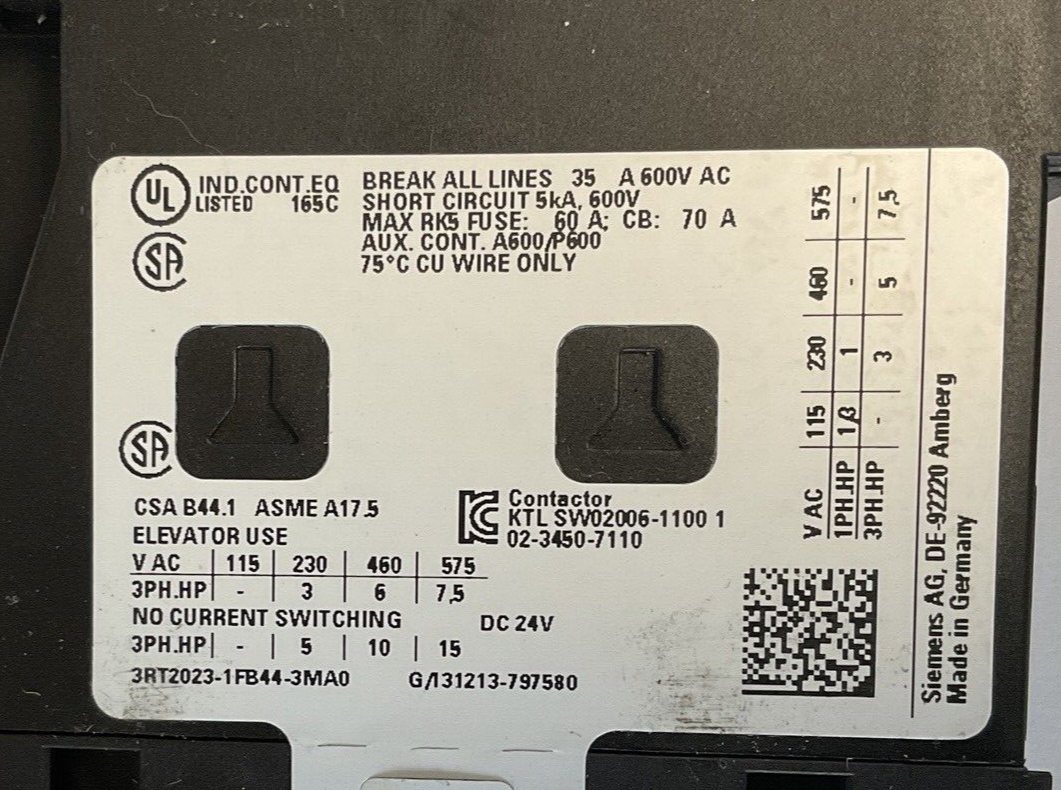 UL IND.CONT.EQ
LISTED 165C
BREAK ALL LINES 35 A 600V AC
SHORT CIRCUIT 5kA, 600V
MAX RK5 FUSE: 60 A; CB: 70 A
AUX. CONT. A600/P600
75°C CU WIRE ONLY
SA
SA
CSA B44.1 ASME A17.5
ELEVATOR USE
V AC 115 230 460 575
3PH.HP - 3 6 7,5
NO CURRENT SWITCHING DC 24V
3PH.HP - 5 10 15
3RT2023-1FB44-3MA0 G/131213-797580
Contactor
KTL SW02006-1100 1
02-3450-7110
V AC 115 230 460 575
1PH.HP 1 1 - -
3PH.HP - 3 5 7,5
Siemens AG, DE-92220 Amberg
Made in Germany